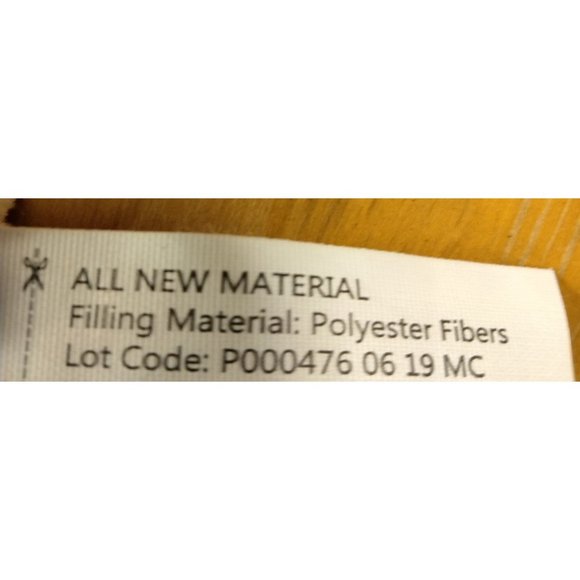 ALL NEW MATERIAL
Filling Material: Polyester Fibers
Lot Code: P000476 06 19 MC